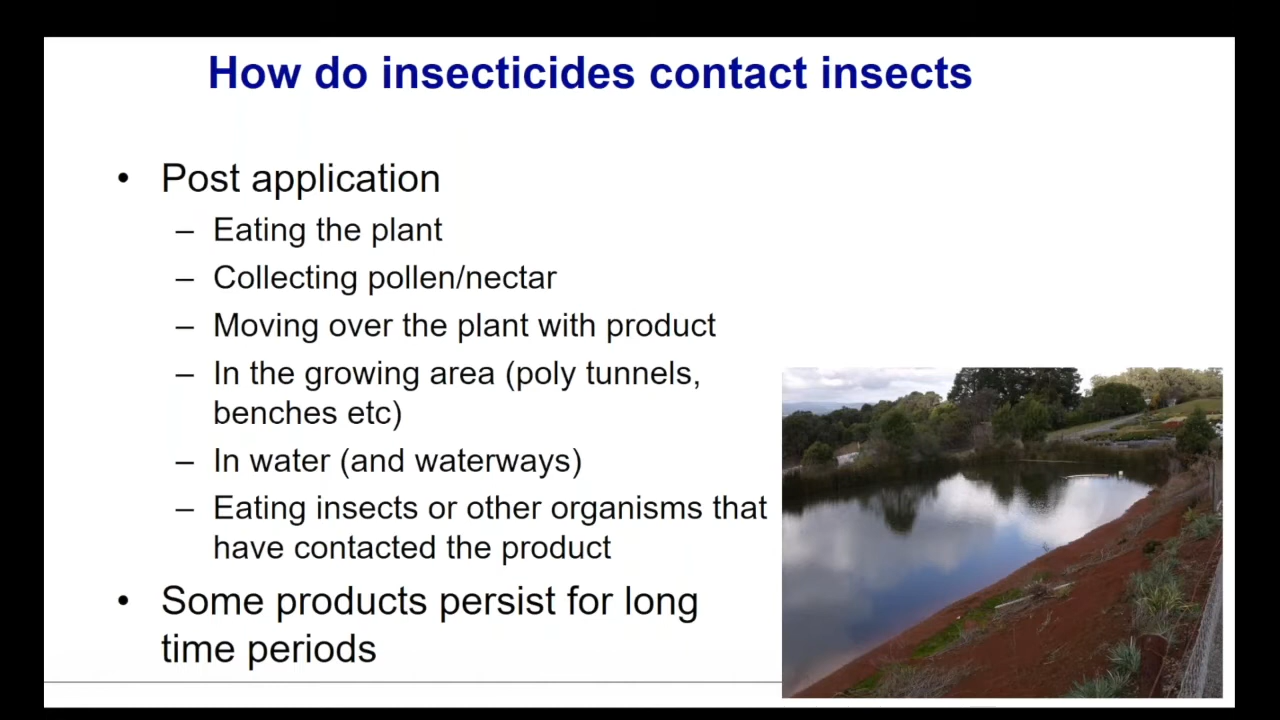 How do insecticides contact insects
• Post application
– Eating the plant
– Collecting pollen/nectar
– Moving over the plant with product
– In the growing area (poly tunnels,
benches etc)
– In water (and waterways)
– Eating insects or other organisms that
have contacted the product
• Some products persist for long
time periods